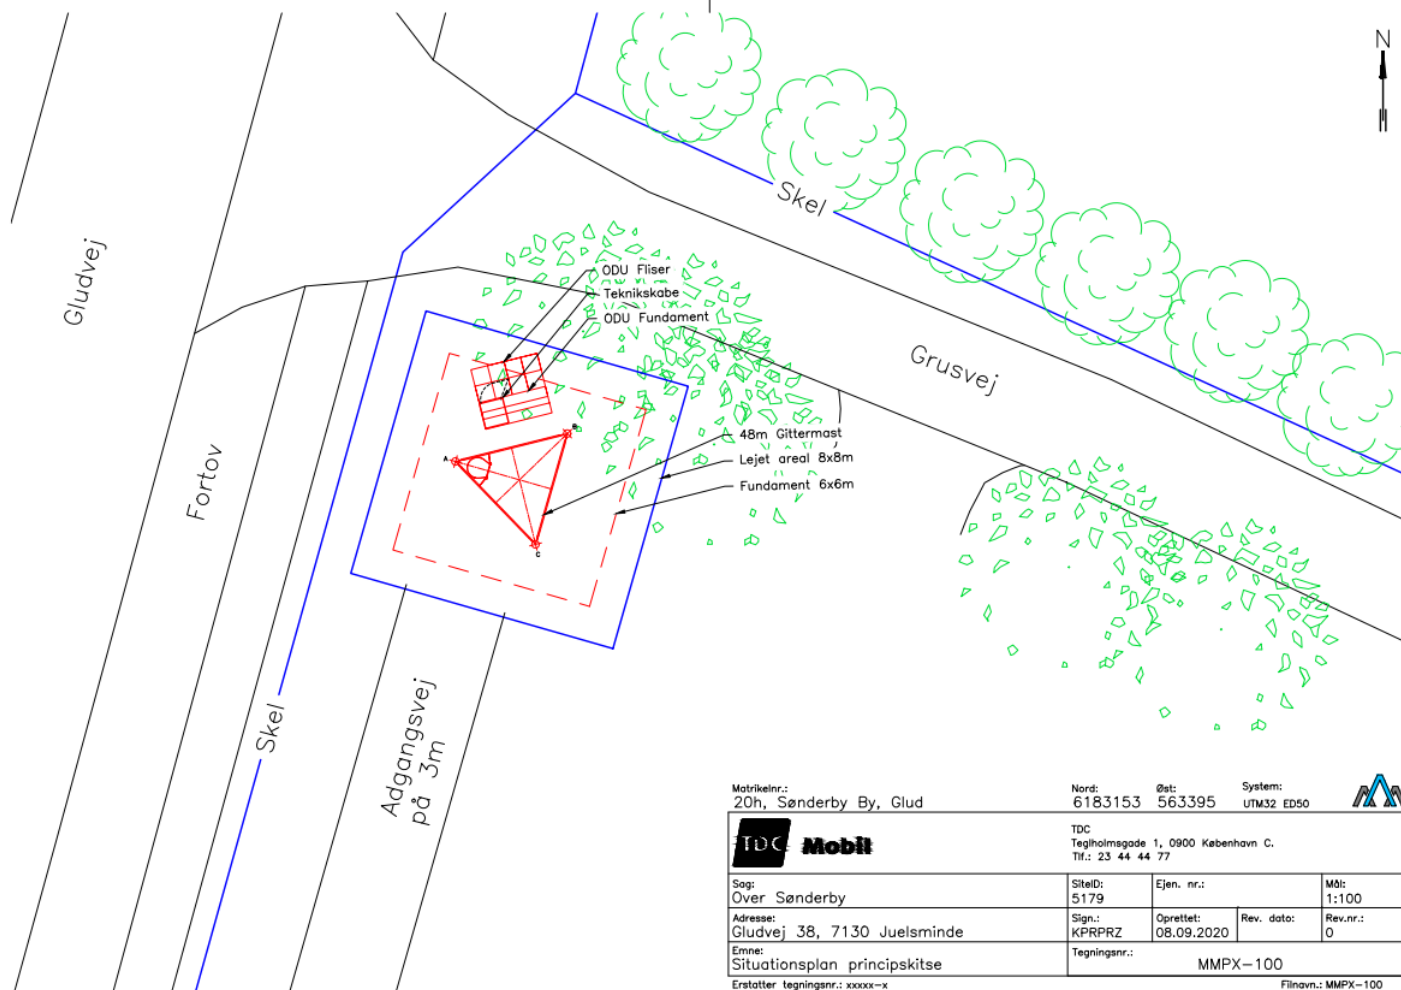 N
Skel
Gludvej
ODU Fliser
Teknikskabe
ODU Fundament
Grusvej
B
48m Gittermast
A
Lejet areal 8x8m
Fortov
Fundament 6x6m
C
Skel
Adgangsvej
på 3m
Matrikelnr.:
20h, Sønderby By, Glud
Nord:
6183153
Øst:
563395
System:
UTM32 ED50
TDC Mobil
TDC
Teglholmsgade 1, 0900 København C.
Tlf.: 23 44 44 77
Sag:
Over Sønderby
SiteID:
5179
Ejen. nr.:
Mål:
1:100
Adresse:
Gludvej 38, 7130 Juelsminde
Sign.:
KPRPRZ
Oprettet:
08.09.2020
Rev. dato:
Rev.nr.:
0
Emne:
Situationsplan principskitse
Tegningsnr.:
MMPX-100
Erstatter tegningsnr.: xxxxx-x
Filnavn.: MMPX-100